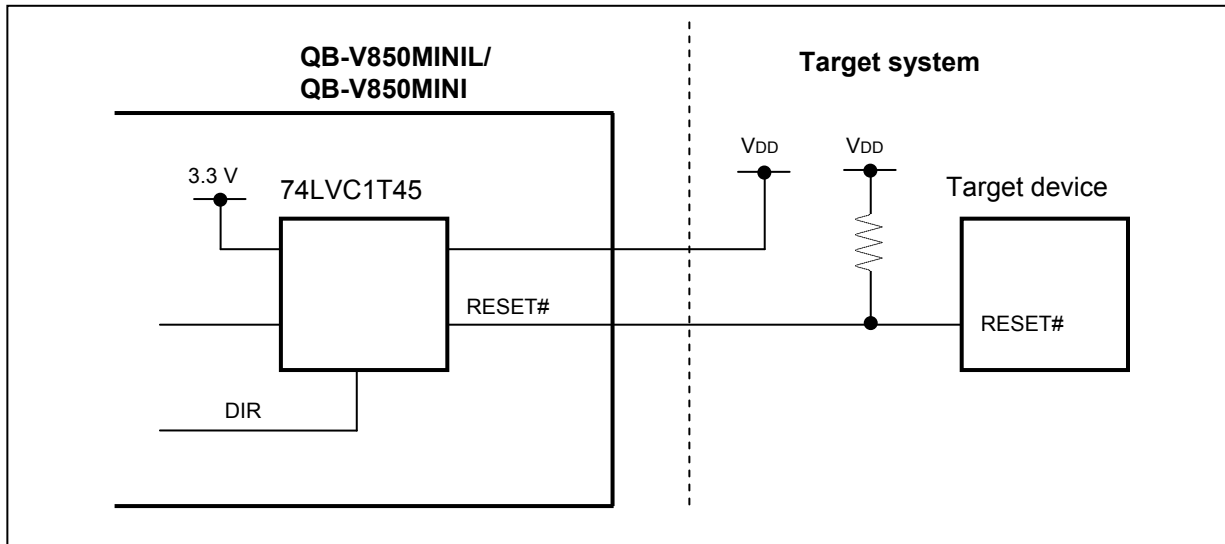 QB-V850MINIL/
QB-V850MINI
Target system
3.3 V
74LVC1T45
VDD
VDD
Target device
RESET#
RESET#
DIR